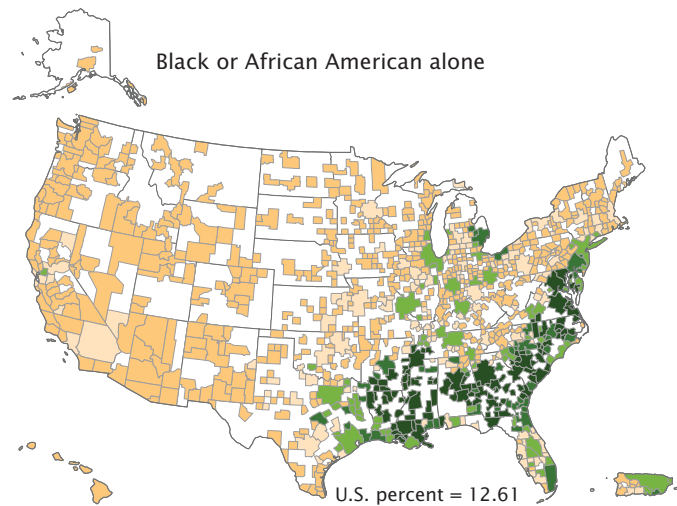 Black or African American alone
U.S. percent = 12.61